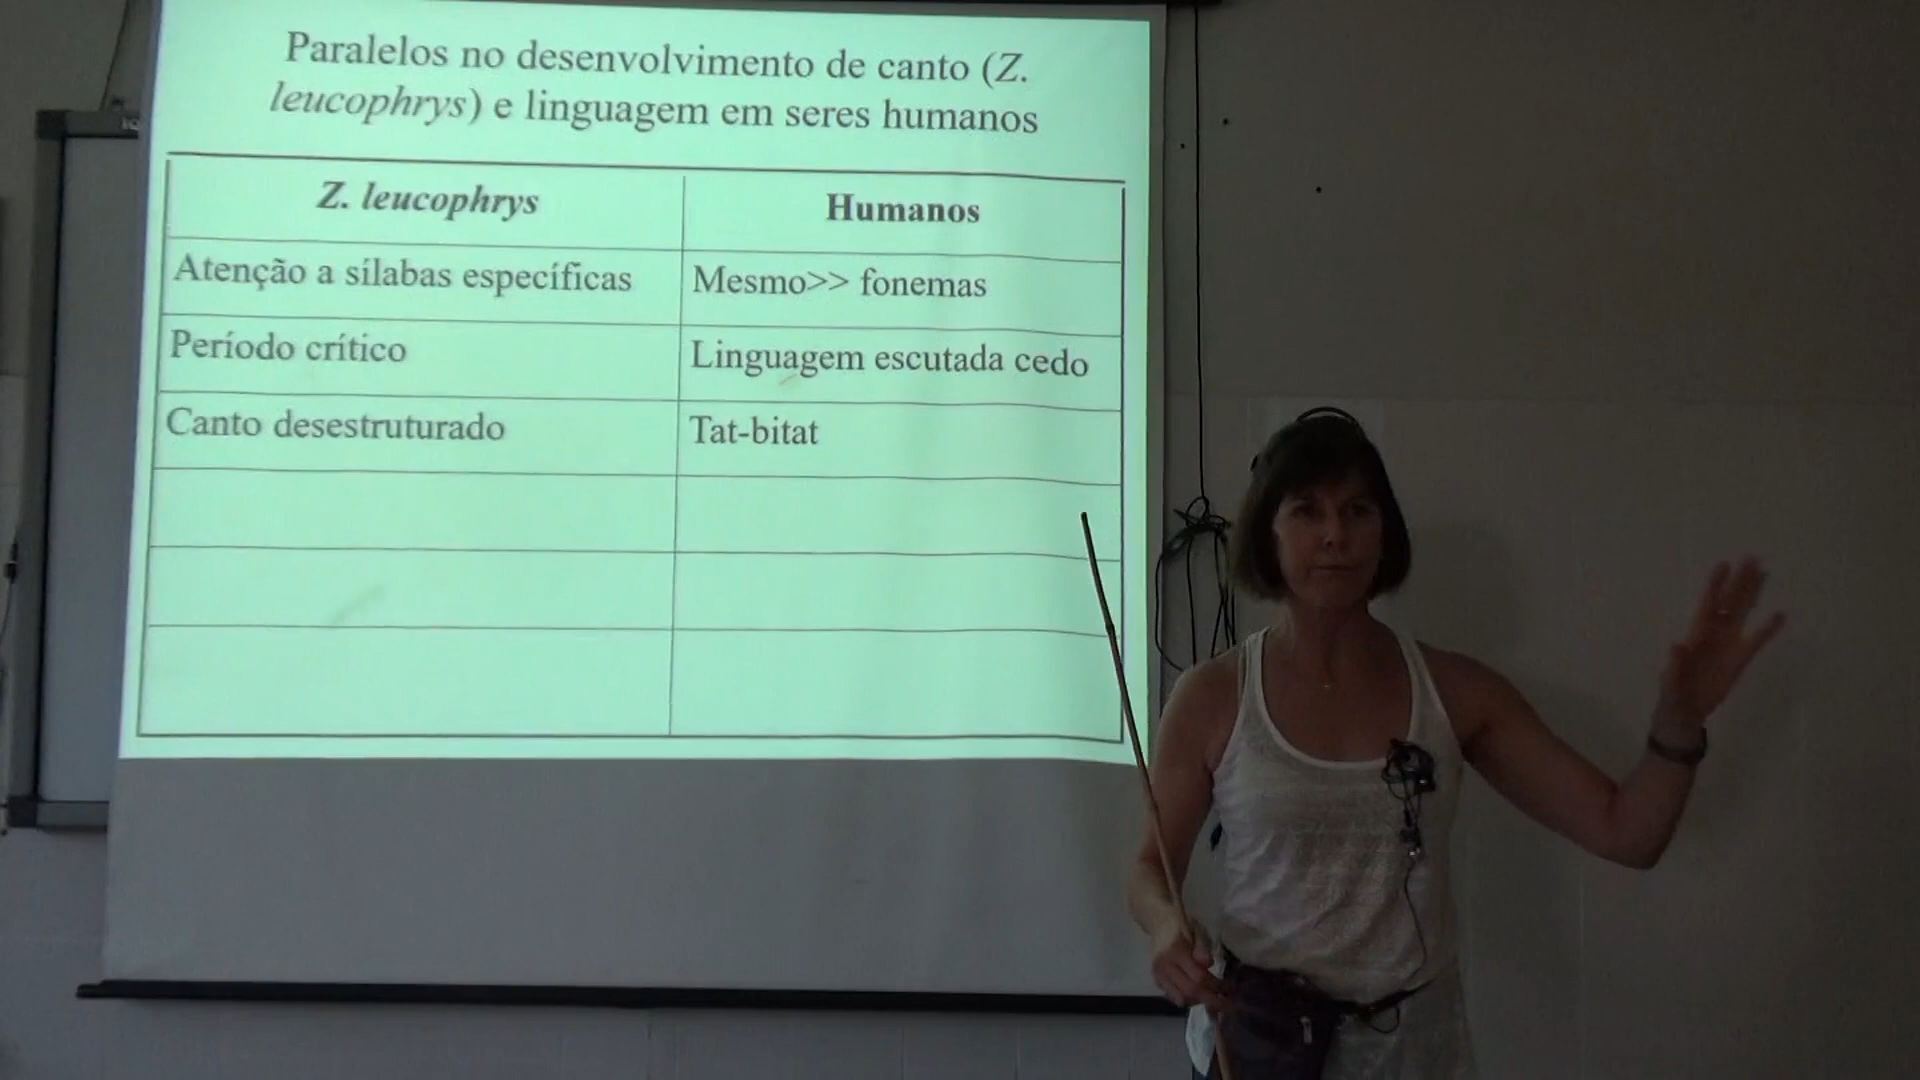 Paralelos no desenvolvimento de canto (Z.
leucophrys) e linguagem em seres humanos
Z. leucophrys
Humanos
Atenção a sílabas específicas
Mesmo>> fonemas
Período crítico
Linguagem escutada cedo
Canto desestruturado
Tat-bitat